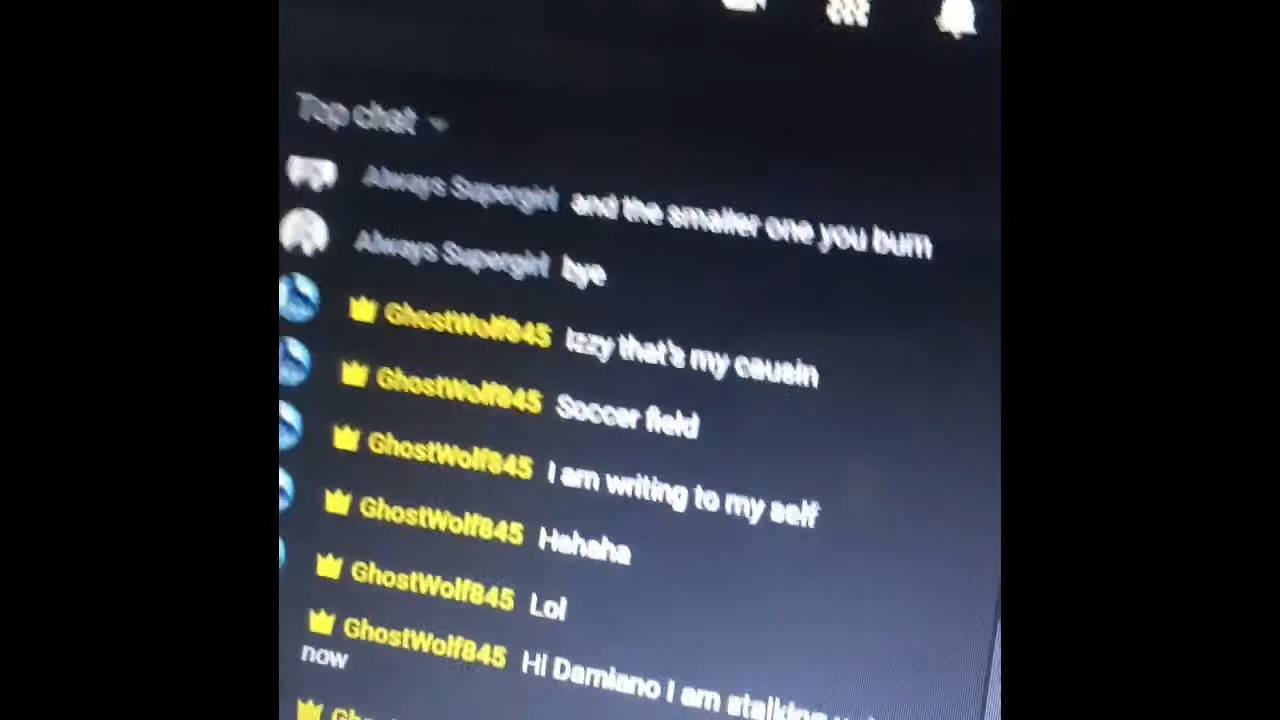 Top chat
Always Supergirl and the smaller one you burn
Always Supergirl bye
GhostWolf845 Izzy that's my causin
GhostWolf845 Soccer field
GhostWolf845 I am writing to my self
GhostWolf845 Hahaha
GhostWolf845 Lol
GhostWolf845 Hi Damiano I am stalking
now